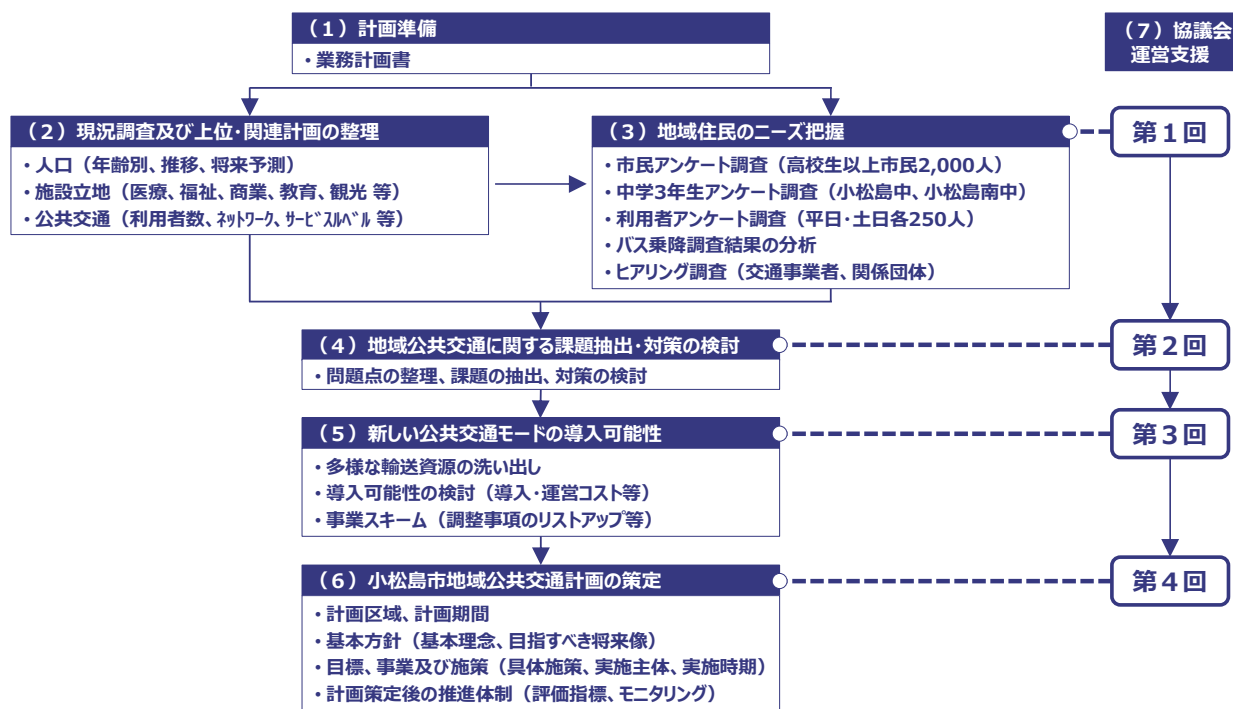 （１）計画準備
・業務計画書
（７）協議会
運営支援
（２）現況調査及び上位・関連計画の整理
・人口（年齢別、推移、将来予測）
・施設立地（医療、福祉、商業、教育、観光 等）
・公共交通（利用者数、ﾈｯﾄﾜｰｸ、ｻｰﾋﾞｽﾚﾍﾞﾙ 等）
（３）地域住民のニーズ把握
・市民アンケート調査（高校生以上市民2,000人）
・中学3年生アンケート調査（小松島中、小松島南中）
・利用者アンケート調査（平日・土日各250人）
・バス乗降調査結果の分析
・ヒアリング調査（交通事業者、関係団体）
第１回
（４）地域公共交通に関する課題抽出・対策の検討
・問題点の整理、課題の抽出、対策の検討
第２回
（５）新しい公共交通モードの導入可能性
・多様な輸送資源の洗い出し
・導入可能性の検討（導入・運営コスト等）
・事業スキーム（調整事項のリストアップ等）
第３回
（６）小松島市地域公共交通計画の策定
・計画区域、計画期間
・基本方針（基本理念、目指すべき将来像）
・目標、事業及び施策（具体施策、実施主体、実施時期）
・計画策定後の推進体制（評価指標、モニタリング）
第４回